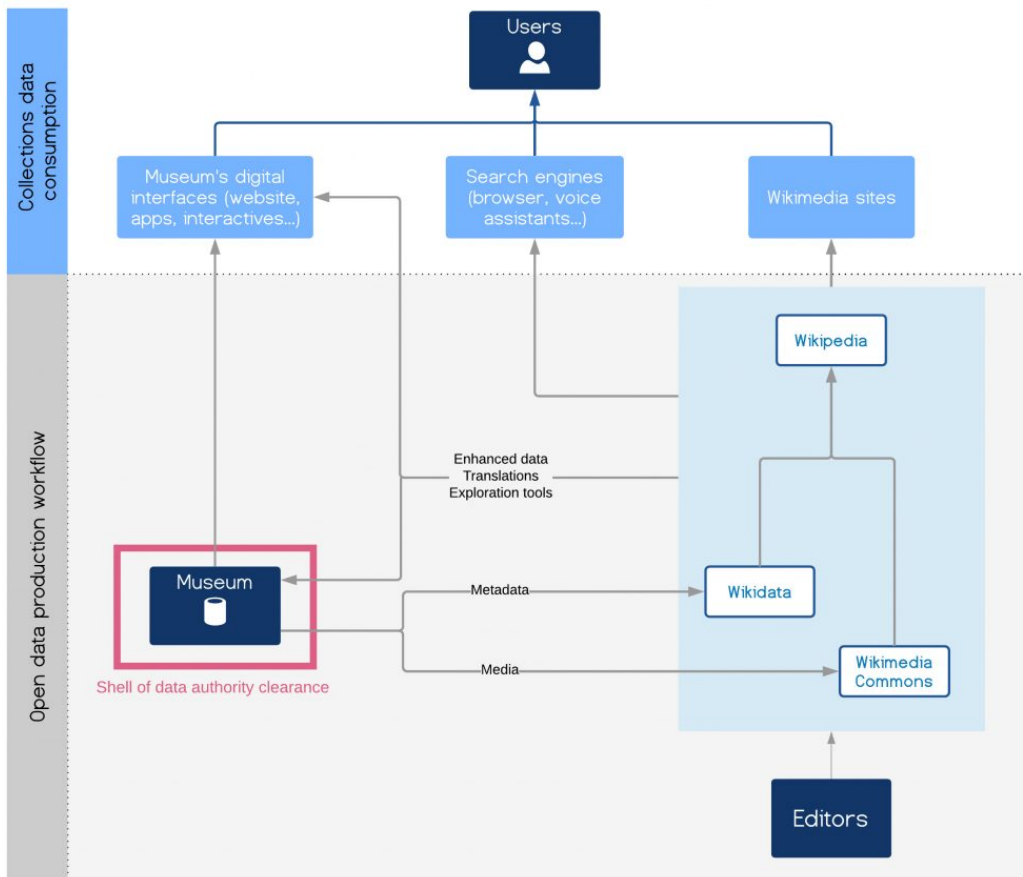 Collections data
consumption
Users
Museum's digital
interfaces (website,
apps, interactives...)
Search engines
(browser, voice
assistants...)
Wikimedia sites
Open data production workflow
Wikipedia
Enhanced data
Translations
Exploration tools
Museum
Shell of data authority clearance
Metadata
Media
Wikidata
Wikimedia
Commons
Editors